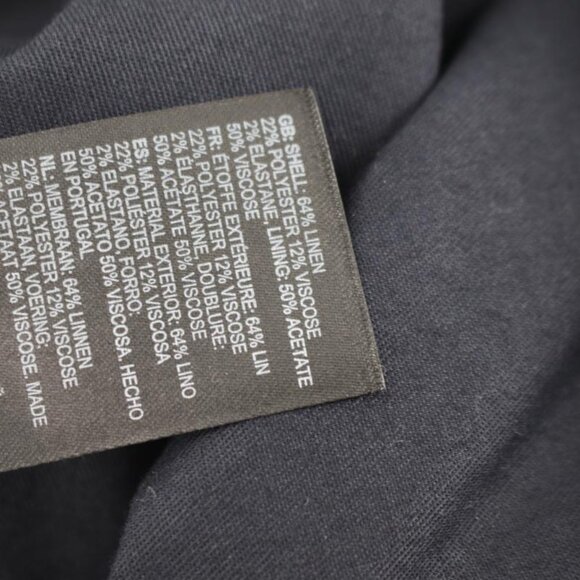 GB: SHELL: 64% LINEN
22% POLYESTER 12% VISCOSE
2% ELASTANE, LINING: 50% ACETATE
50% VISCOSE
FR: ÉTOFFE EXTÉRIEURE: 64% LIN
22% POLYESTER 12% VISCOSE
2% ÉLASTHANNE, DOUBLURE:
50% ACÉTATE 50% VISCOSE
ES: MATERIAL EXTERIOR: 64% LINO
22% POLIÉSTER 12% VISCOSA
2% ELASTANO, FORRO:
50% ACETATO 50% VISCOSA. HECHO
EN PORTUGAL
NL: MEMBRAAN: 64% LINNEN
22% POLYESTER 12% VISCOSE
2% ELASTAAN, VOERING:
50% VISCOSE. MADE